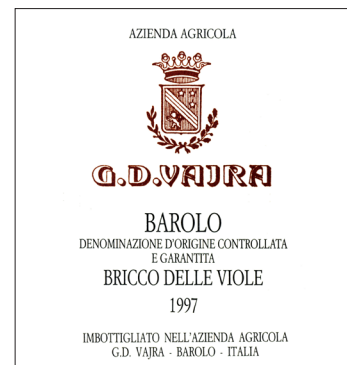 AZIENDA AGRICOLA
G.D.VAJRA
BAROLO
DENOMINAZIONE D'ORIGINE CONTROLLATA
E GARANTITA
BRICCO DELLE VIOLE
1997
IMBOTTIGLIATO NELL'AZIENDA AGRICOLA
G.D. VAJRA - BAROLO - ITALIA